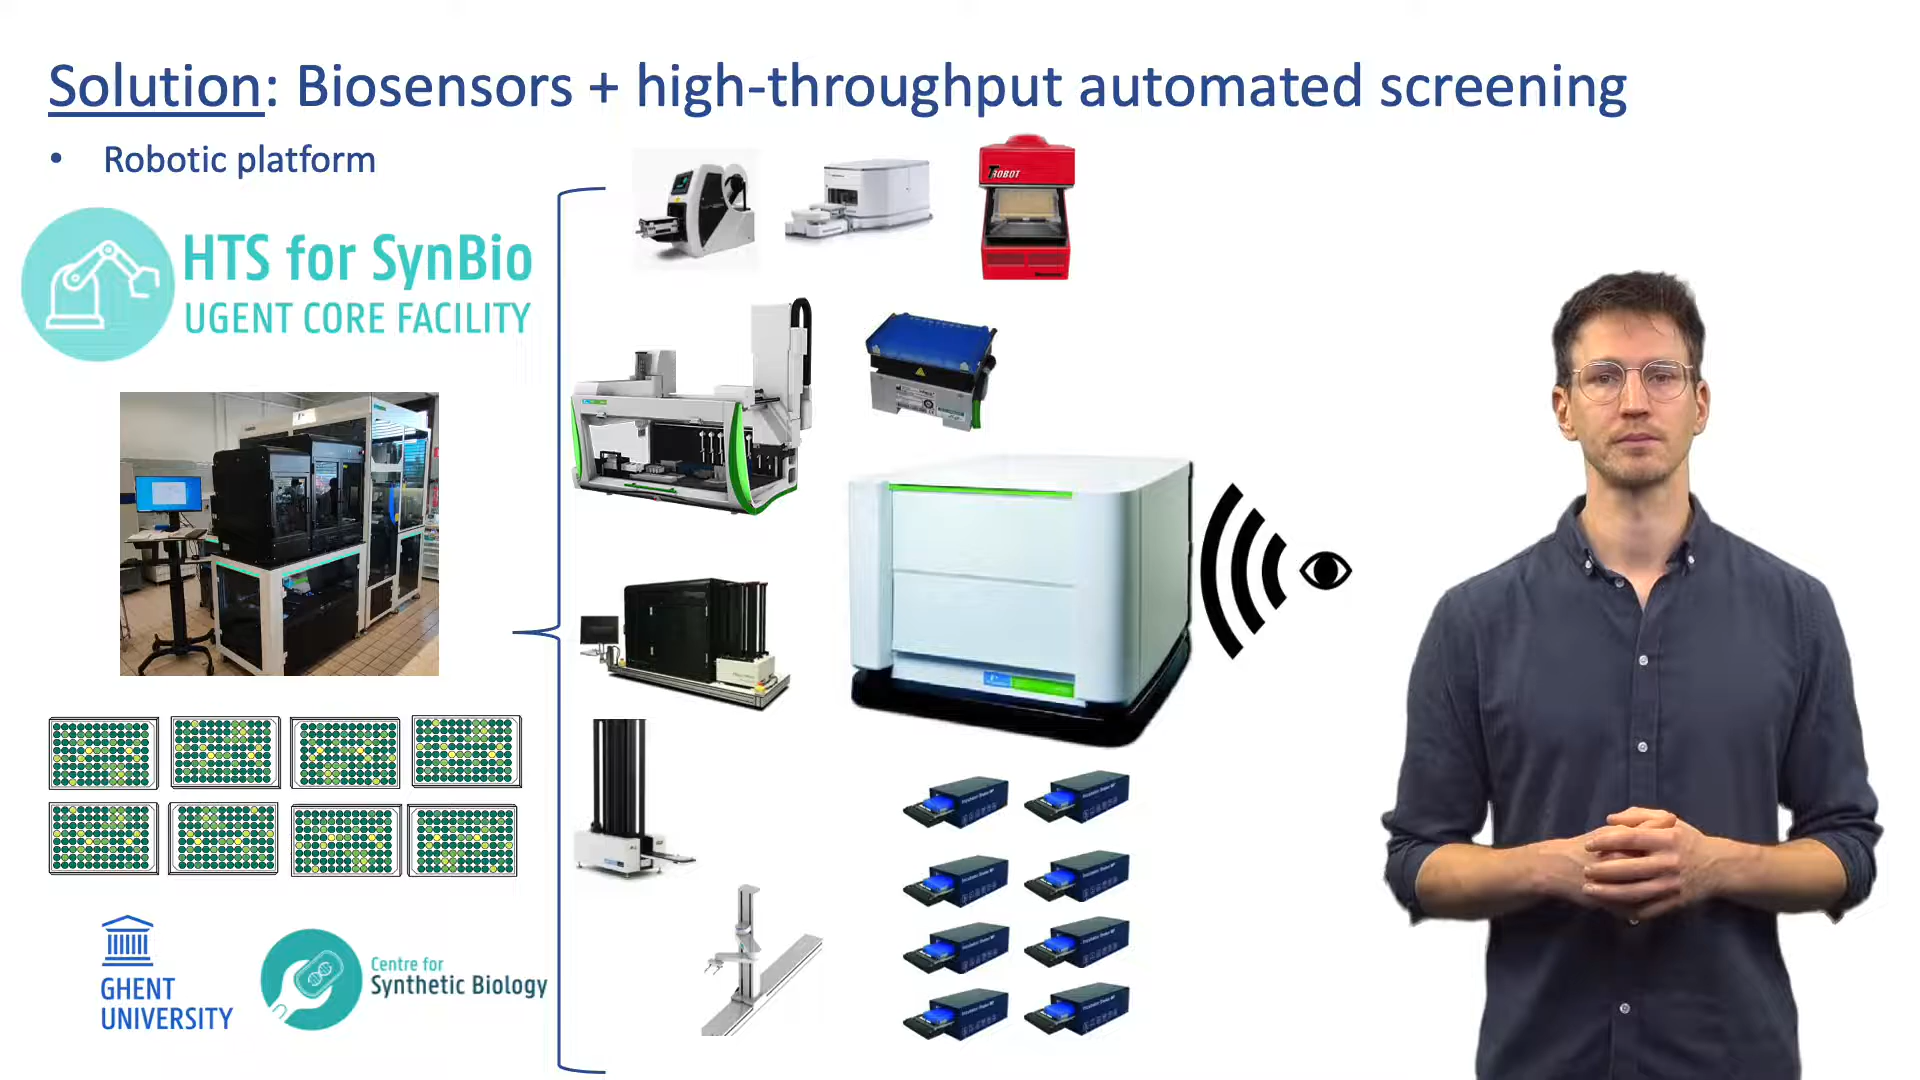 Solution: Biosensors + high-throughput automated screening
• Robotic platform
HTS for SynBio
UGENT CORE FACILITY
TROBOT
GHENT
UNIVERSITY
Centre for
Synthetic Biology